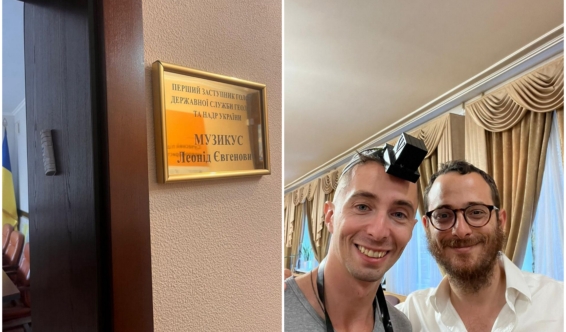 ПЕРШИЙ ЗАСТУПНИК
ДЕРЖАВНОЇ СЛУЖБИ
ТА НАДР УКРАЇНИ
МУЗИКУС
Леонід Євгенович